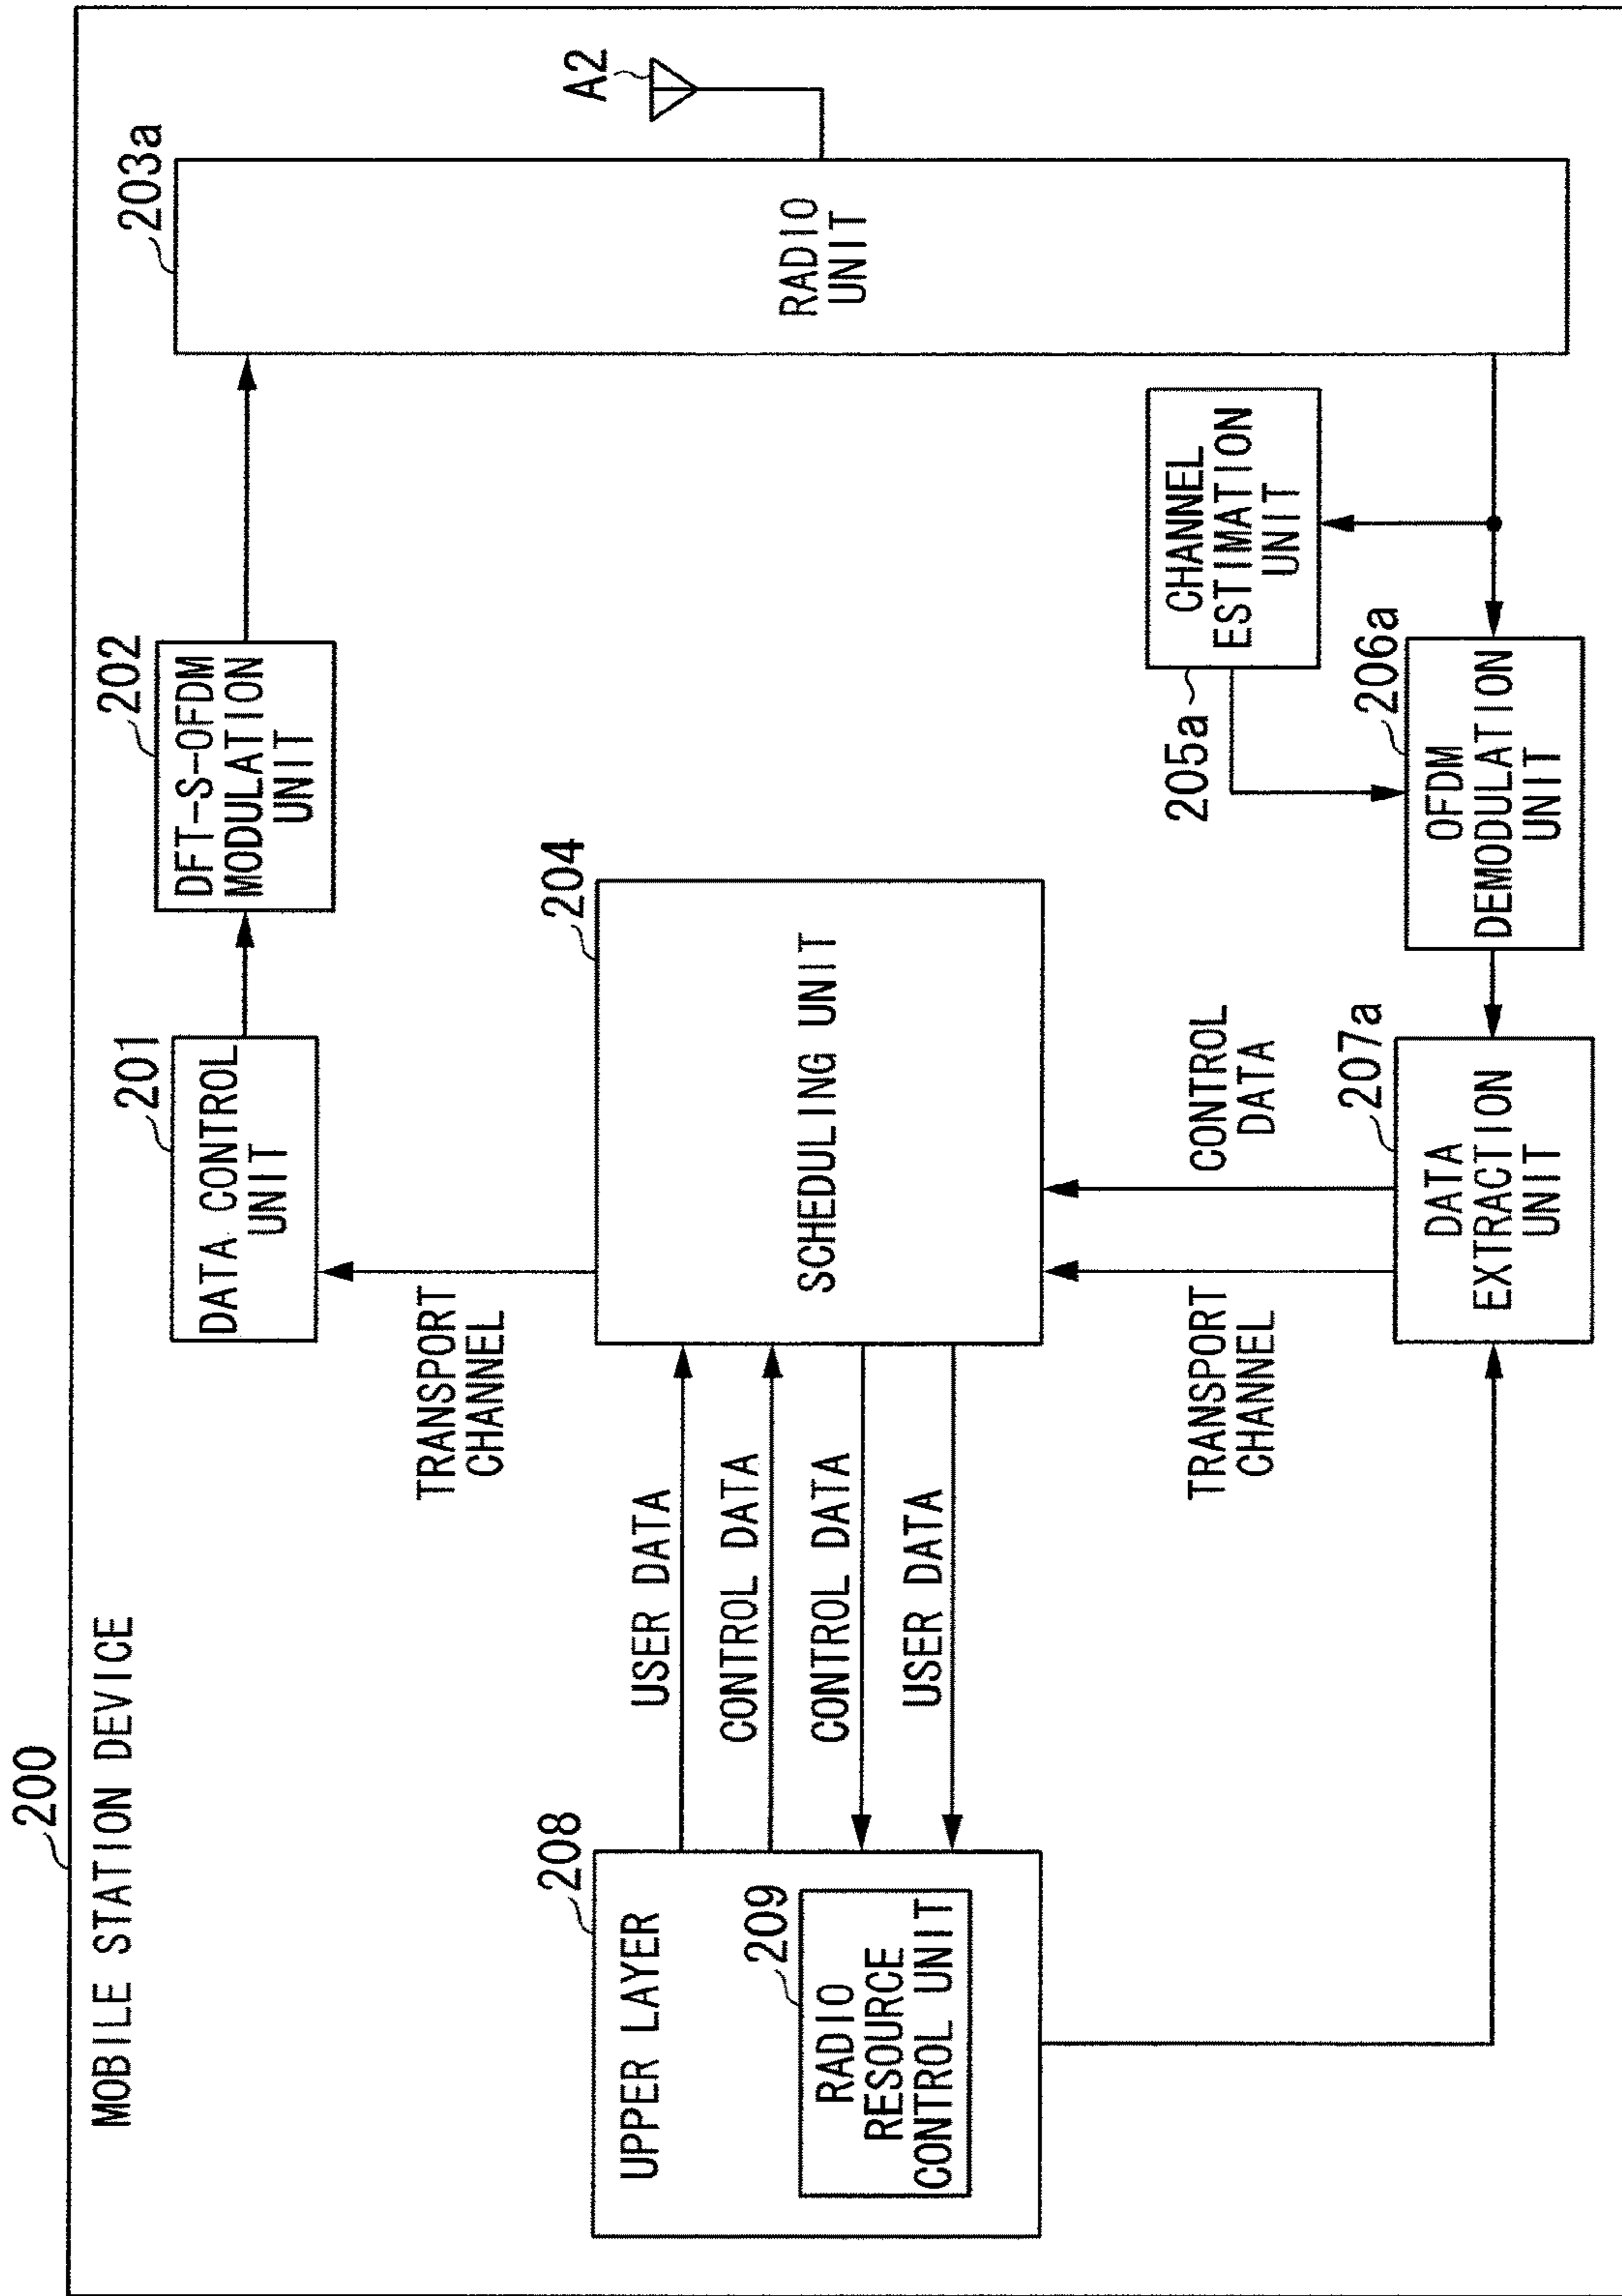 200
MOBILE STATION DEVICE
208
UPPER LAYER
209
RADIO
RESOURCE
CONTROL UNIT
USER DATA
CONTROL DATA
CONTROL DATA
USER DATA
204
SCHEDULING UNIT
TRANSPORT
CHANNEL
201
DATA CONTROL
UNIT
202
DFT-S-OFDM
MODULATION
UNIT
203a
RADIO
UNIT
A2
TRANSPORT
CHANNEL
CONTROL
DATA
207a
DATA
EXTRACTION
UNIT
206a
OFDM
DEMODULATION
UNIT
205a
CHANNEL
ESTIMATION
UNIT